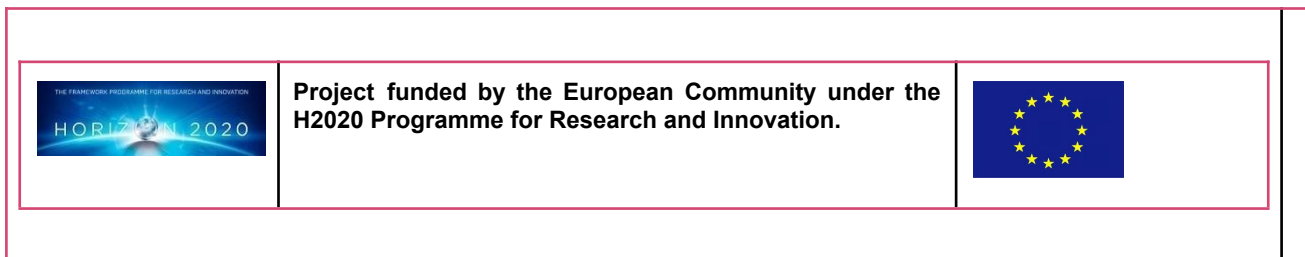 THE FRAMEWORK PROGRAMME FOR RESEARCH AND INNOVATION
HORIZON 2020
Project funded by the European Community under the
H2020 Programme for Research and Innovation.